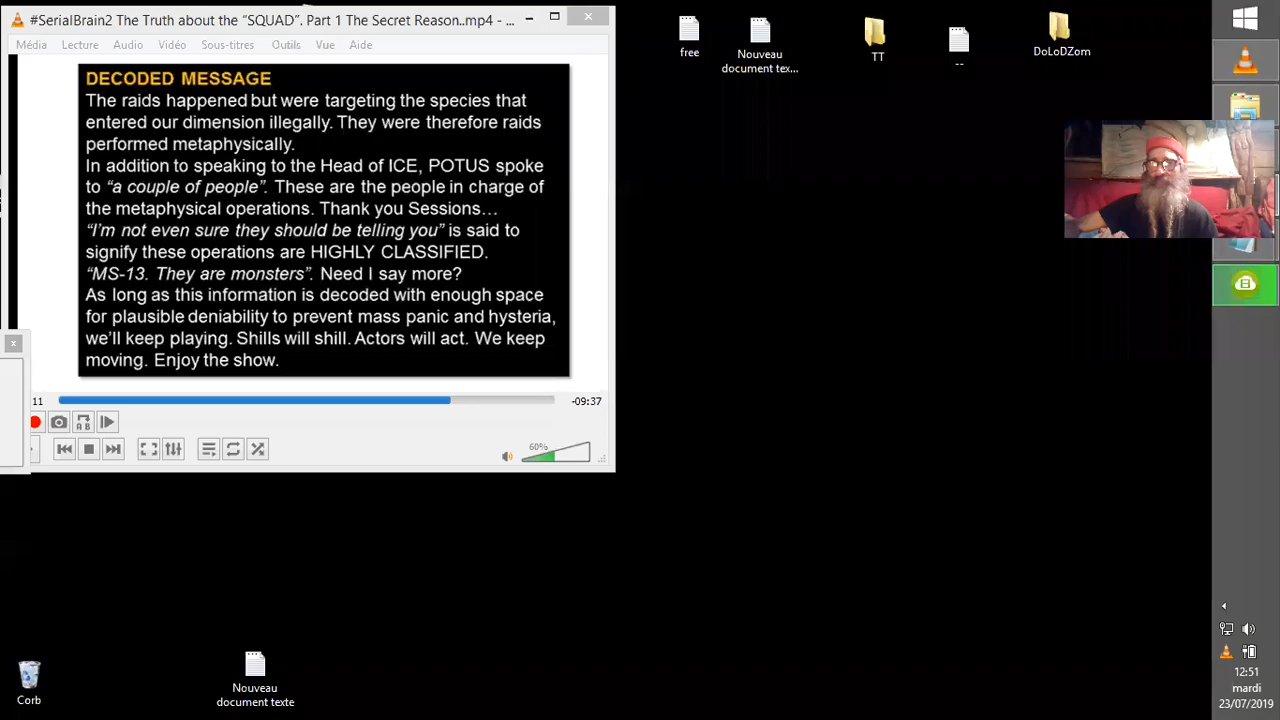 #SerialBrain2 The Truth about the “SQUAD”. Part 1 The Secret Reason..mp4 - ...
Média Lecture Audio Vidéo Sous-titres Outils Vue Aide
DECODED MESSAGE
The raids happened but were targeting the species that
entered our dimension illegally. They were therefore raids
performed metaphysically.
In addition to speaking to the Head of ICE, POTUS spoke
to “a couple of people”. These are the people in charge of
the metaphysical operations. Thank you Sessions…
“I’m not even sure they should be telling you” is said to
signify these operations are HIGHLY CLASSIFIED.
“MS-13. They are monsters”. Need I say more?
As long as this information is decoded with enough space
for plausible deniability to prevent mass panic and hysteria,
we’ll keep playing. Shills will shill. Actors will act. We keep
moving. Enjoy the show.
11
-09:37
A B
60%
free
Nouveau
document tex...
TT
--
DoLoDZom
Corb
Nouveau
document texte
12:51
mardi
23/07/2019